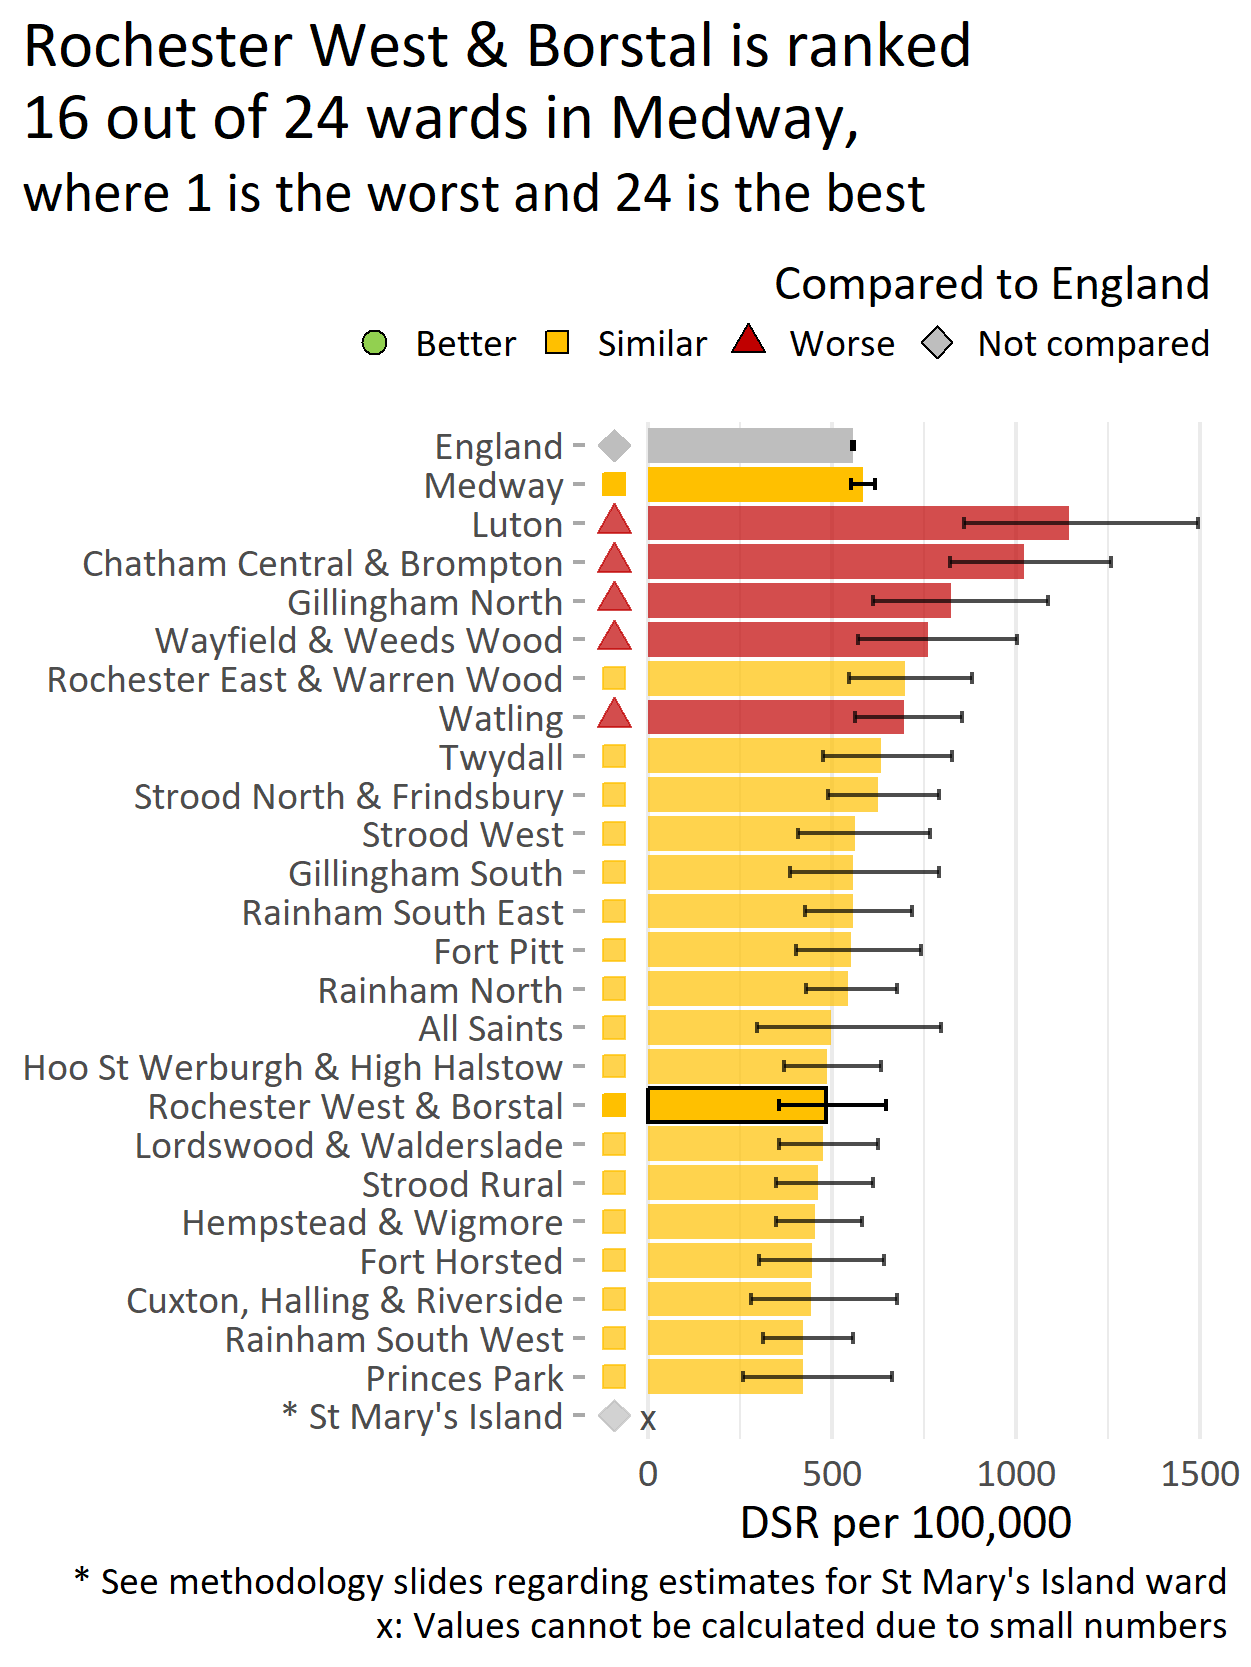 Rochester West & Borstal is ranked
16 out of 24 wards in Medway,
where 1 is the worst and 24 is the best
Compared to England
Better Similar Worse Not compared
England
Medway
Luton
Chatham Central & Brompton
Gillingham North
Wayfield & Weeds Wood
Rochester East & Warren Wood
Watling
Twydall
Strood North & Frindsbury
Strood West
Gillingham South
Rainham South East
Fort Pitt
Rainham North
All Saints
Hoo St Werburgh & High Halstow
Rochester West & Borstal
Lordswood & Walderslade
Strood Rural
Hempstead & Wigmore
Fort Horsted
Cuxton, Halling & Riverside
Rainham South West
Princes Park
* St Mary's Island x
0 500 1000 1500
DSR per 100,000
* See methodology slides regarding estimates for St Mary's Island ward
x: Values cannot be calculated due to small numbers